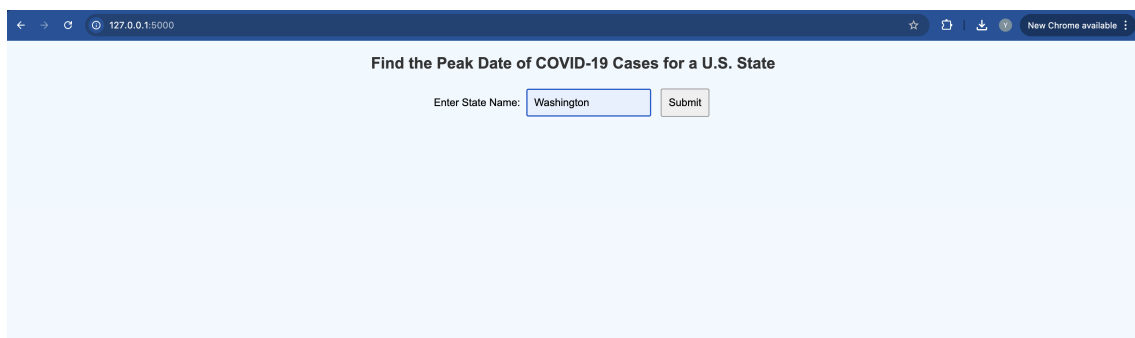 127.0.0.1:5000 Y New Chrome available
Find the Peak Date of COVID-19 Cases for a U.S. State
Enter State Name: Washington Submit